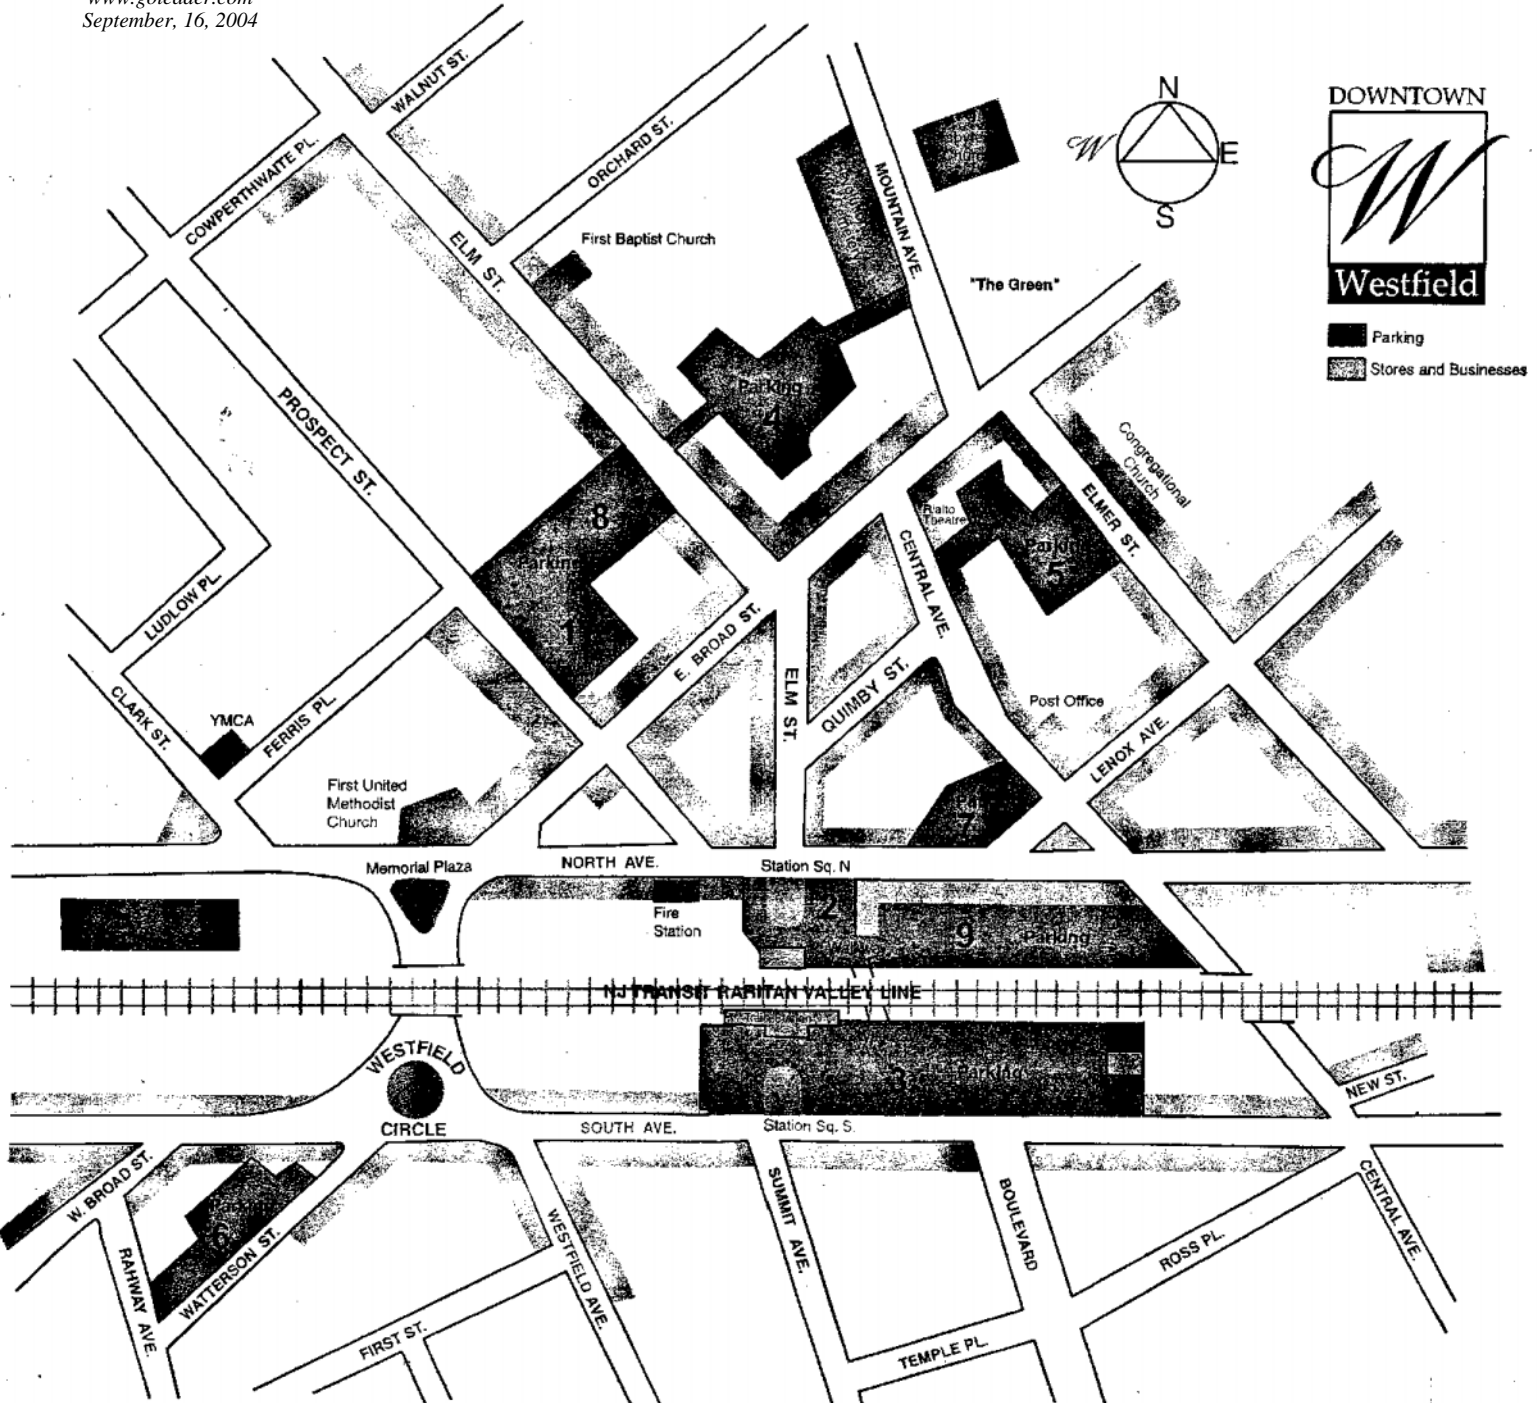 www.goleader.com
September, 16, 2004
WALNUT ST.
COWPERTHWAITE PL.
ORCHARD ST.
ELM ST.
First Baptist Church
MOUNTAIN AVE.
"The Green"
N
W
E
S
DOWNTOWN
W
Westfield
Parking
Stores and Businesses
PROSPECT ST.
Parking
4
Congregational
Church
ELMER ST.
Rialto
Theatre
Parking
5
CENTRAL AVE.
8
Parking
1
LUDLOW PL.
E. BROAD ST.
ELM ST.
QUIMBY ST.
Post Office
LENOX AVE.
CLARK ST.
YMCA
FERRIS PL.
First United
Methodist
Church
7
Memorial Plaza
NORTH AVE.
Station Sq. N
Fire
Station
2
9
Parking
NJ TRANSIT RARITAN VALLEY LINE
WESTFIELD
CIRCLE
3
Parking
NEW ST.
SOUTH AVE.
Station Sq. S.
W. BROAD ST.
Parking
6
WATTERSON ST.
RAHWAY AVE.
FIRST ST.
WESTFIELD AVE.
SUMMIT AVE.
BOULEVARD
TEMPLE PL.
ROSS PL.
CENTRAL AVE.